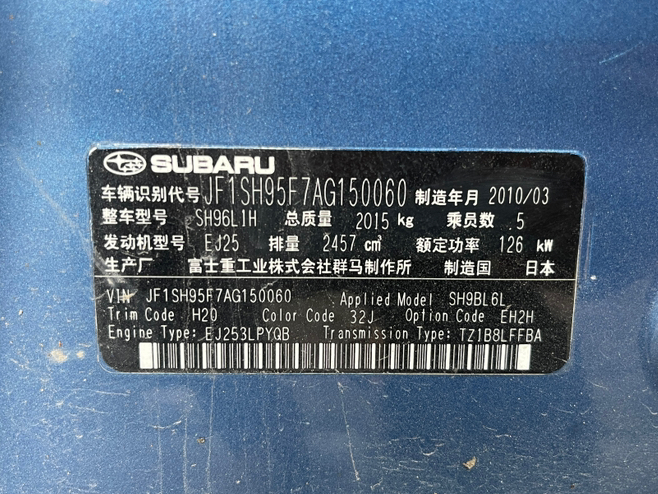 SUBARU
车辆识别代号 JF1SH95F7AG150060 制造年月 2010/03
整车型号 SH96L1H 总质量 2015 kg 乘员数 5
发动机型号 EJ25 排量 2457 cm³ 额定功率 126 kW
生产厂 富士重工业株式会社群马制作所 制造国 日本
VIN JF1SH95F7AG150060 Applied Model SH9BL6L
Trim Code H20 Color Code 32J Option Code EH2H
Engine Type: EJ253LPYQB Transmission Type: TZ1B8LFFBA